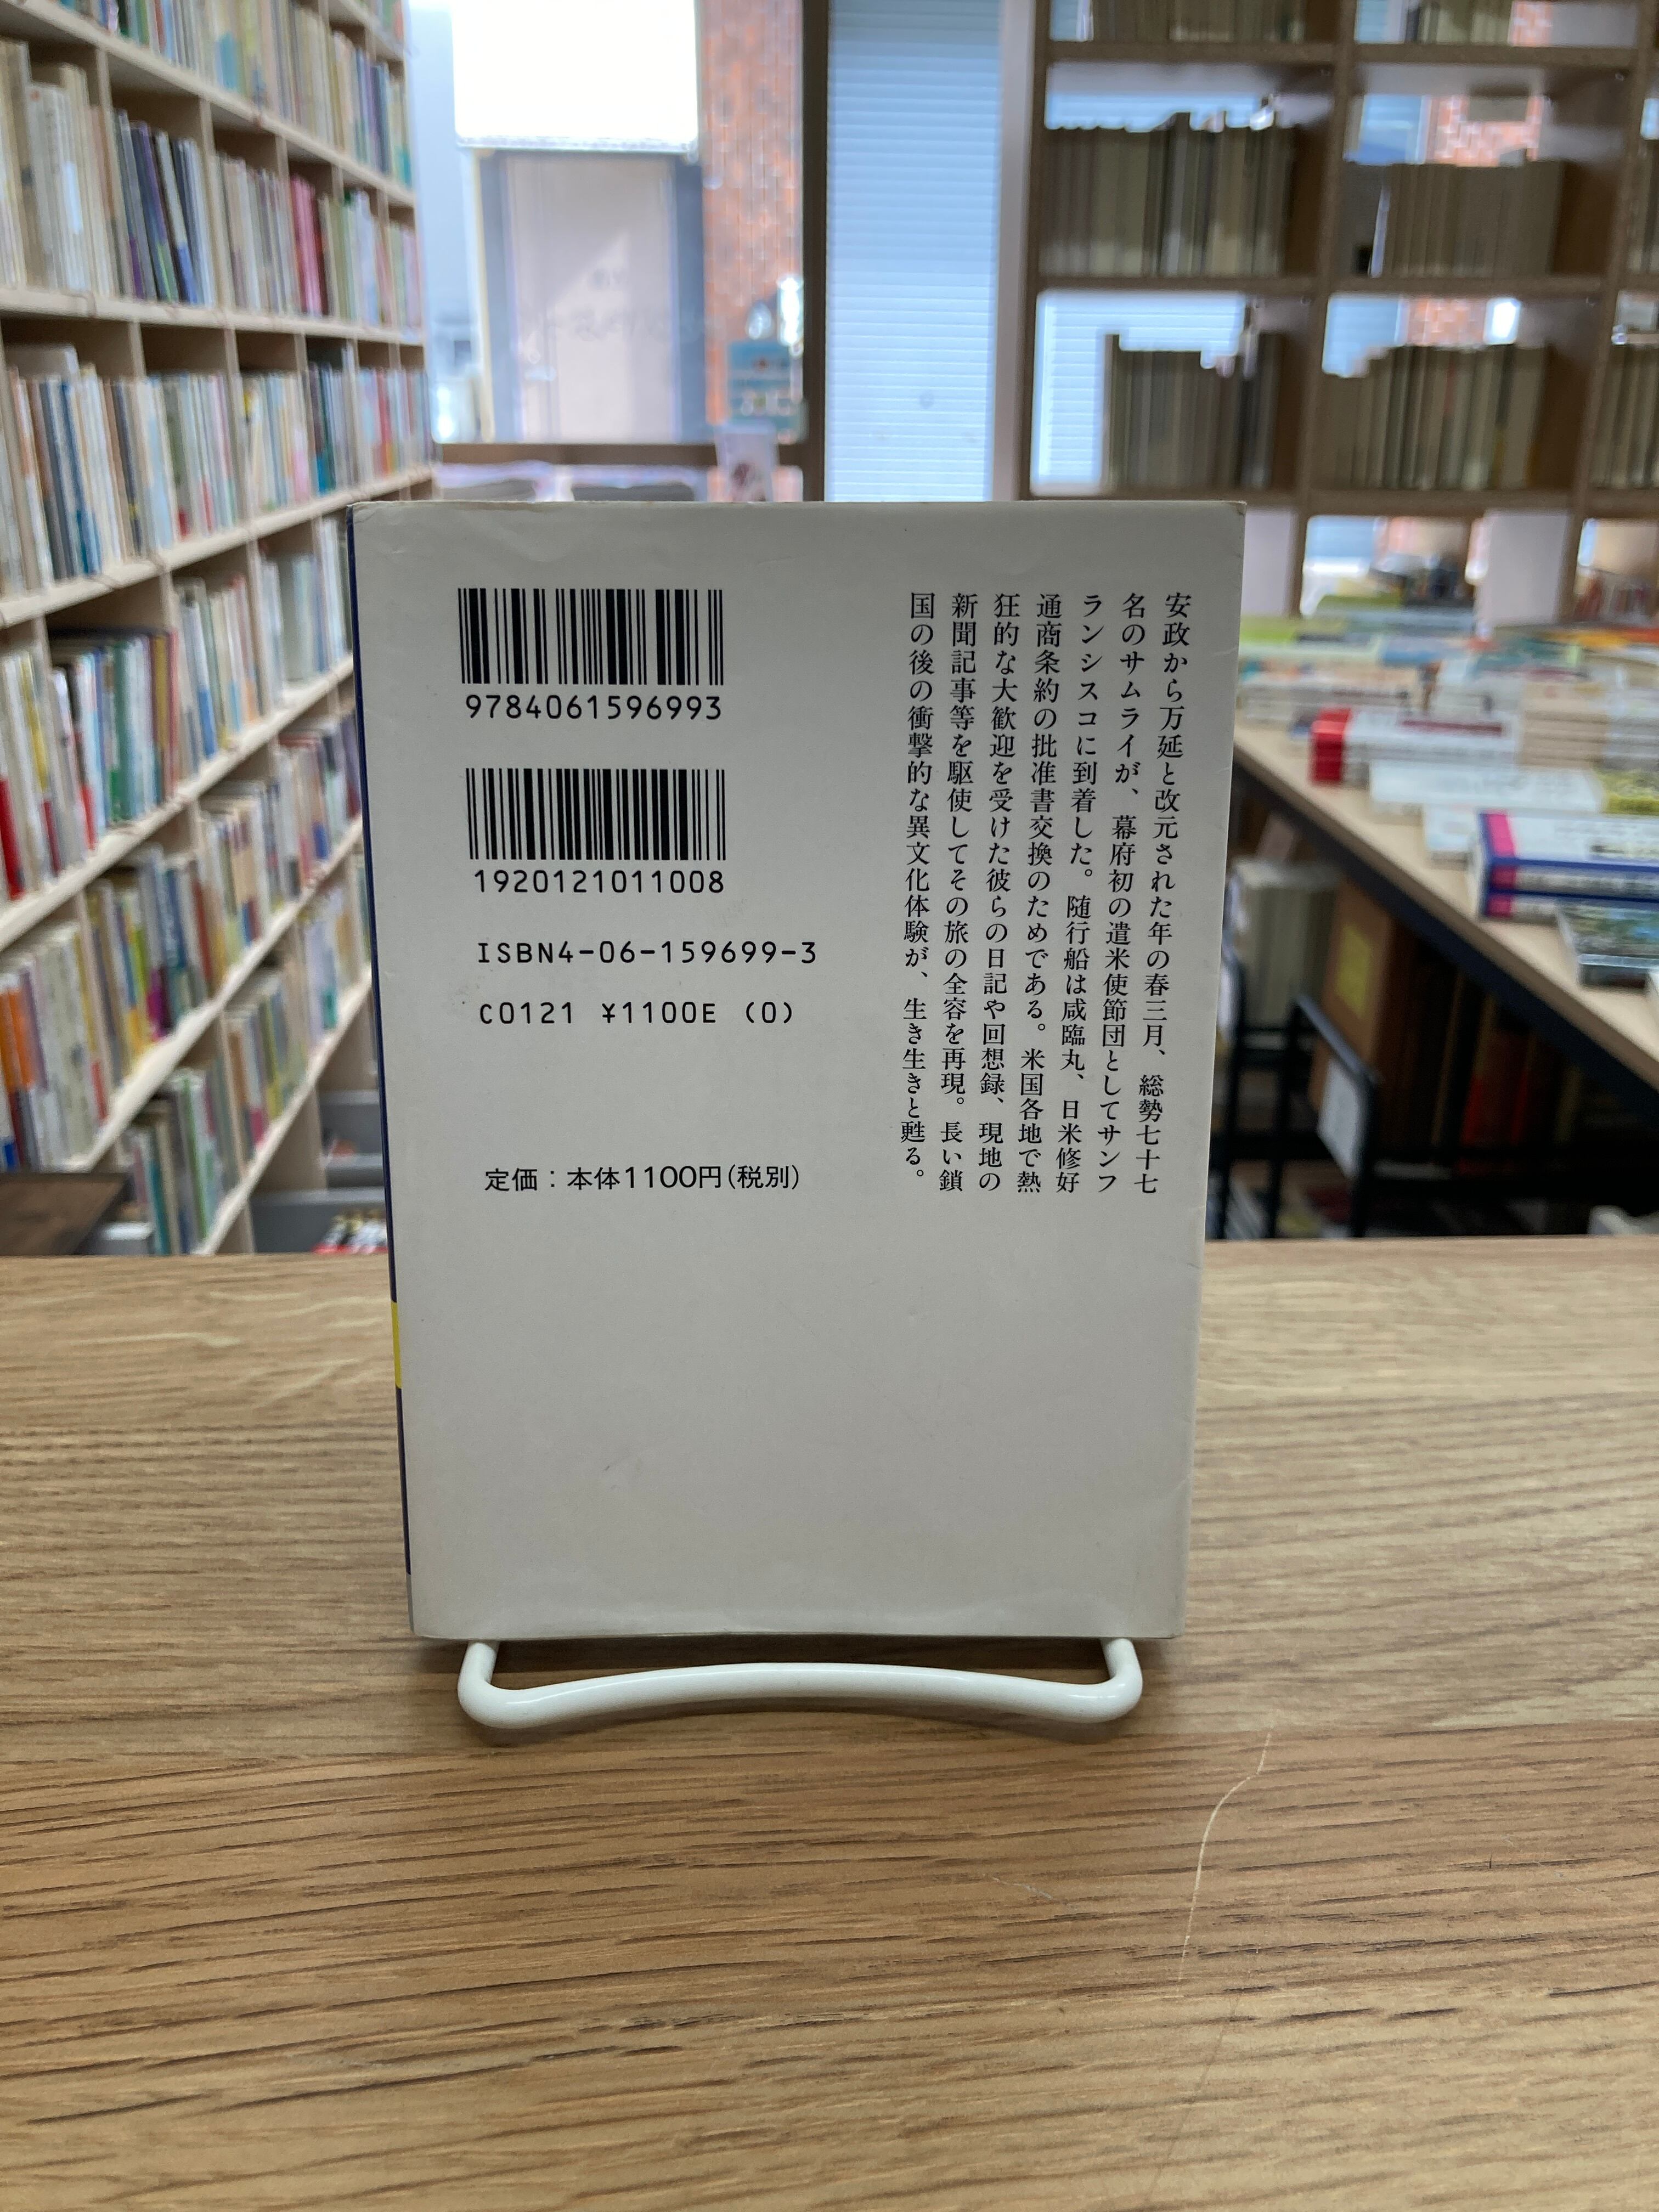 安政から万延と改元された年の春三月、総勢七十七
名のサムライが、幕府初の遣米使節団としてサンフ
ランシスコに到着した。随行船は咸臨丸、日米修好
通商条約の批准書交換のためである。米国各地で熱
狂的な大歓迎を受けた彼らの日記や回想録、現地の
新聞記事等を駆使してその旅の全容を再現。長い鎖
国の後の衝撃的な異文化体験が、生き生きと甦る。
9784061596993
1920121011008
ISBN4-06-159699-3
C0121 ¥1100E (0)
定価:本体1100円(税別)